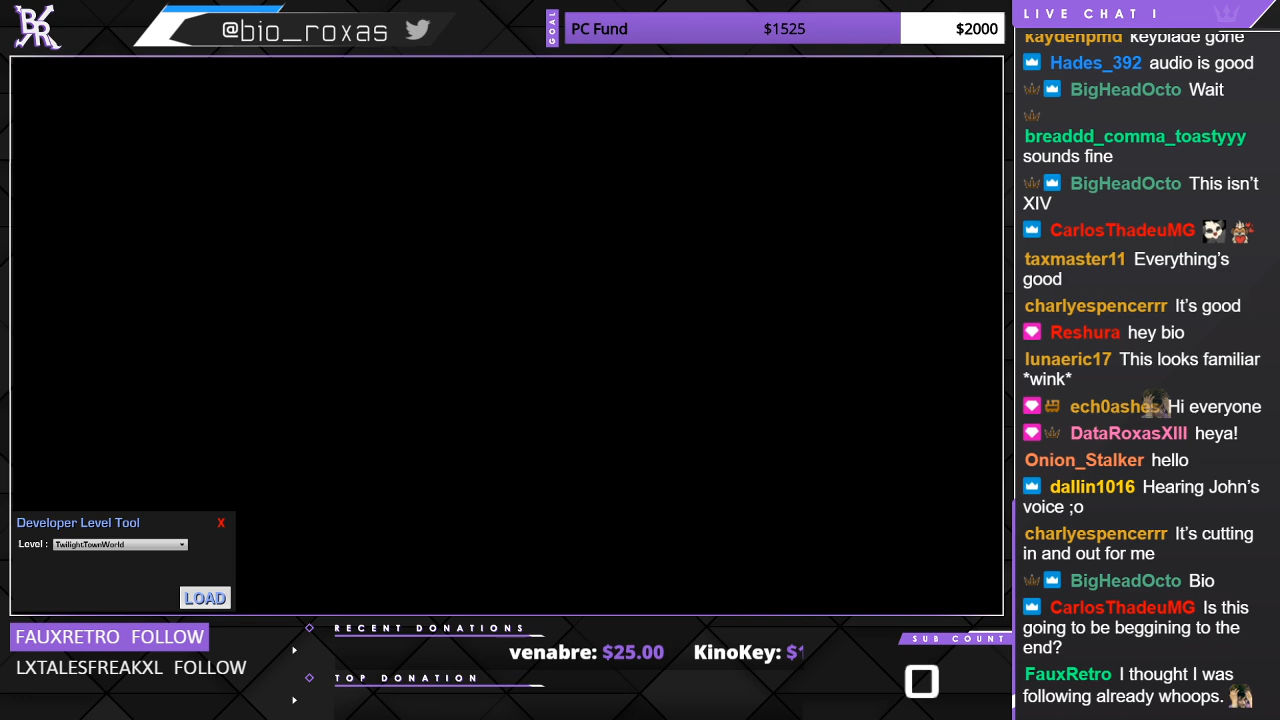 BR
@bio_roxas
GOAL
PC Fund $1525 $2000
LIVE CHAT
kaydenpmd keyblade gone
Hades_392 audio is good
BigHeadOcto Wait
breaddd_comma_toastyyy
sounds fine
BigHeadOcto This isn't
XIV
CarlosThadeuMG
taxmaster11 Everything's
good
charlyespencerrr It's good
Reshura hey bio
lunaeric17 This looks familiar
*wink*
ech0ashes Hi everyone
DataRoxasXIII heya!
Onion_Stalker hello
dallin1016 Hearing John's
voice ;o
charlyespencerrr It's cutting
in and out for me
BigHeadOcto Bio
CarlosThadeuMG Is this
going to be beggining to the
end?
FauxRetro I thought I was
following already whoops.
Developer Level Tool X
Level : TwilightTownWorld
LOAD
FAUXRETRO FOLLOW
LXTALESFREAKXL FOLLOW
RECENT DONATIONS
venabre: $25.00 KinoKey: $1
TOP DONATION
SUB COUNT
0